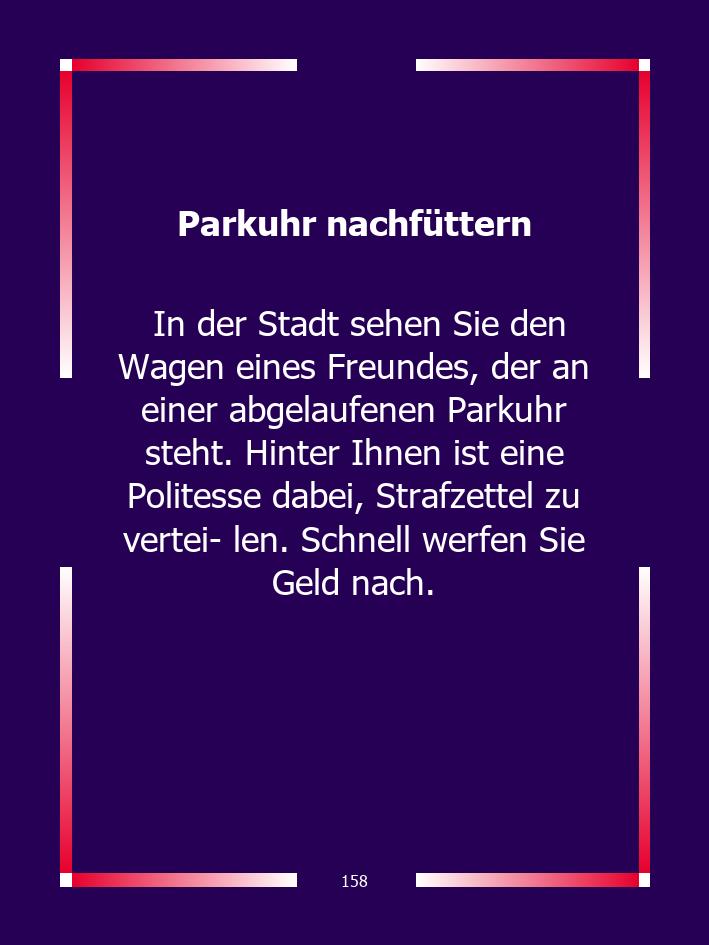 Parkuhr nachfüttern
In der Stadt sehen Sie den
Wagen eines Freundes, der an
einer abgelaufenen Parkuhr
steht. Hinter Ihnen ist eine
Politesse dabei, Strafzettel zu
vertei- len. Schnell werfen Sie
Geld nach.
158